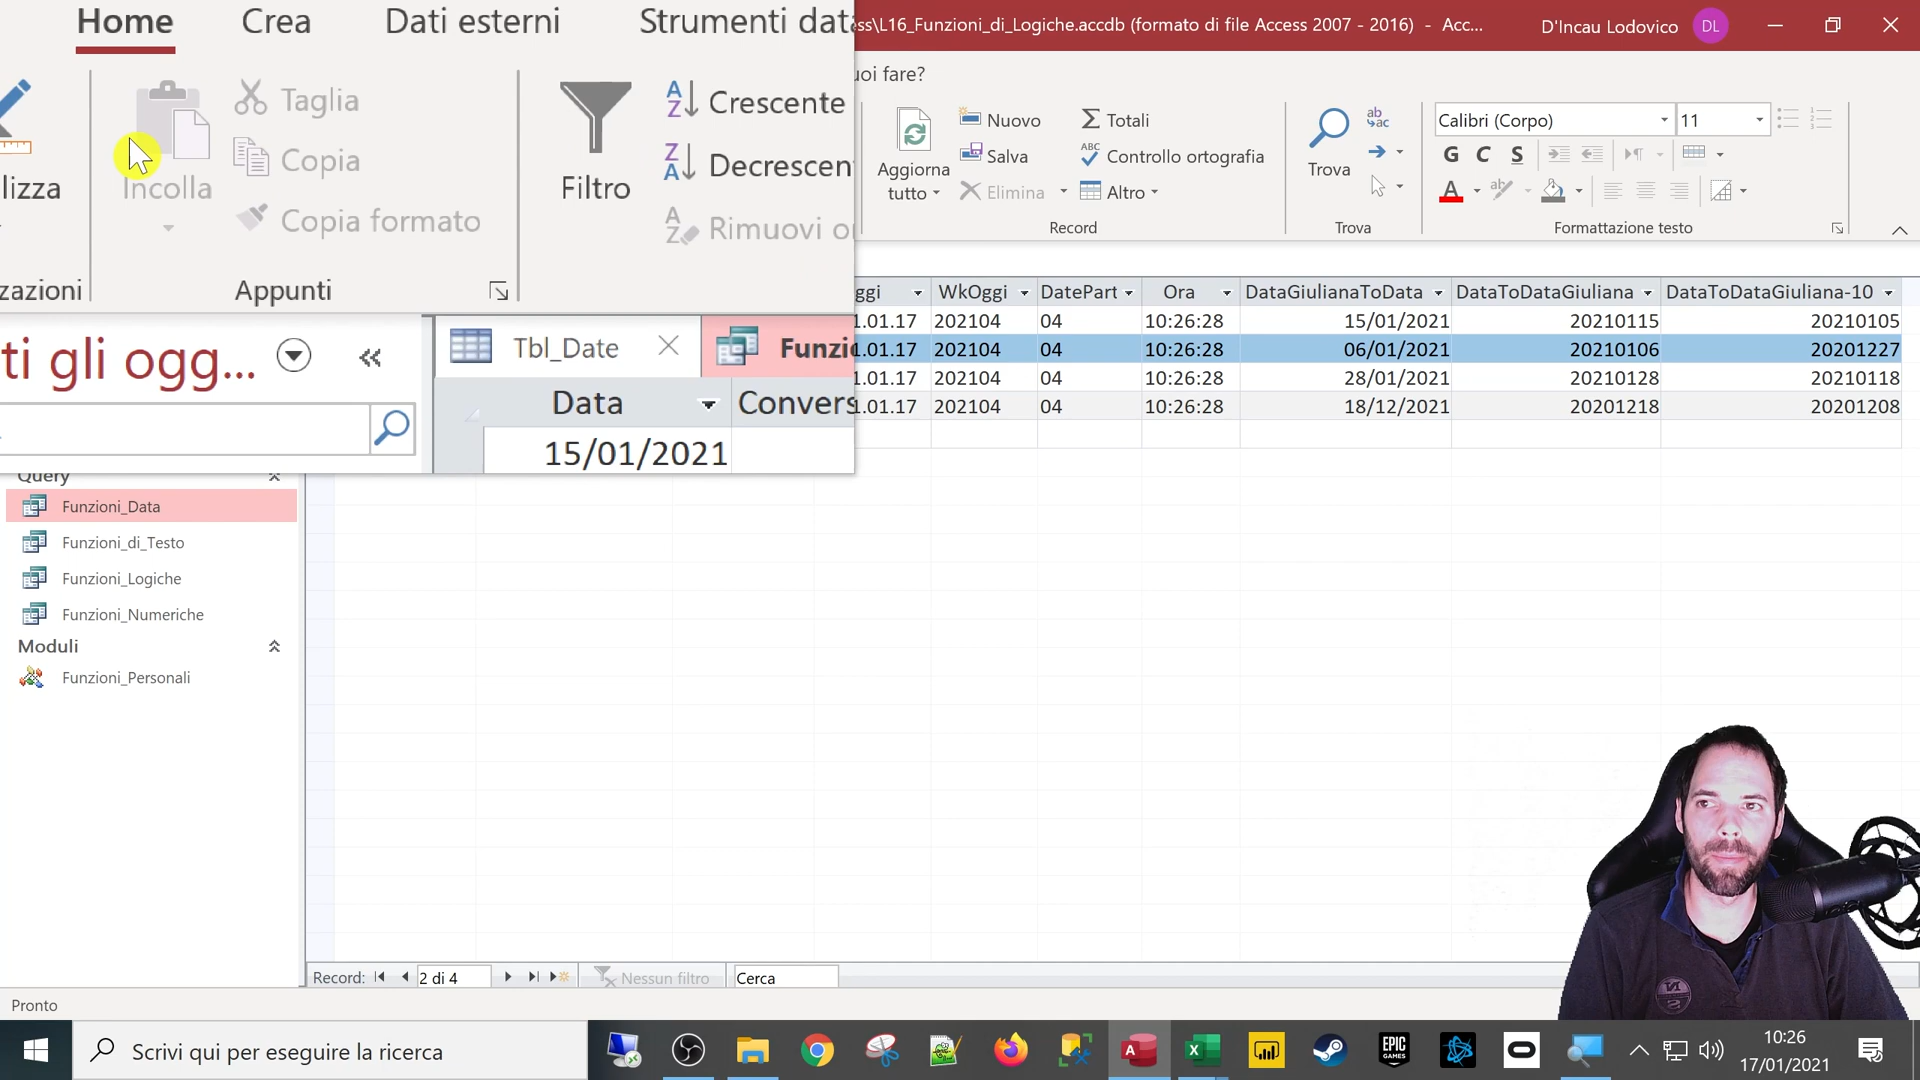 Home Crea Dati esterni Strumenti data
ss\L16_Funzioni_di_Logiche.accdb (formato di file Access 2007 - 2016) - Acc... D'Incau Lodovico DL
uoi fare?
lizza
Incolla
Taglia
Copia
Copia formato
Filtro
Crescente
Decrescen
Rimuovi o
Aggiorna
tutto
Nuovo
Salva
Elimina
Totali
Controllo ortografia
Altro
Trova
Calibri (Corpo) 11
G C S
zazioni Appunti Record Trova Formattazione testo
ti gli ogg...
Tbl_Date Funzi
Data Convers
15/01/2021
ggi WkOggi DatePart Ora DataGiulianaToData DataToDataGiuliana DataToDataGiuliana-10
1.01.17 202104 04 10:26:28 15/01/2021 20210115 20210105
1.01.17 202104 04 10:26:28 06/01/2021 20210106 20201227
1.01.17 202104 04 10:26:28 28/01/2021 20210128 20210118
1.01.17 202104 04 10:26:28 18/12/2021 20201218 20201208
Query
Funzioni_Data
Funzioni_di_Testo
Funzioni_Logiche
Funzioni_Numeriche
Moduli
Funzioni_Personali
Record: 2 di 4 Nessun filtro Cerca
Pronto
Scrivi qui per eseguire la ricerca
EPIC
GAMES
10:26
17/01/2021